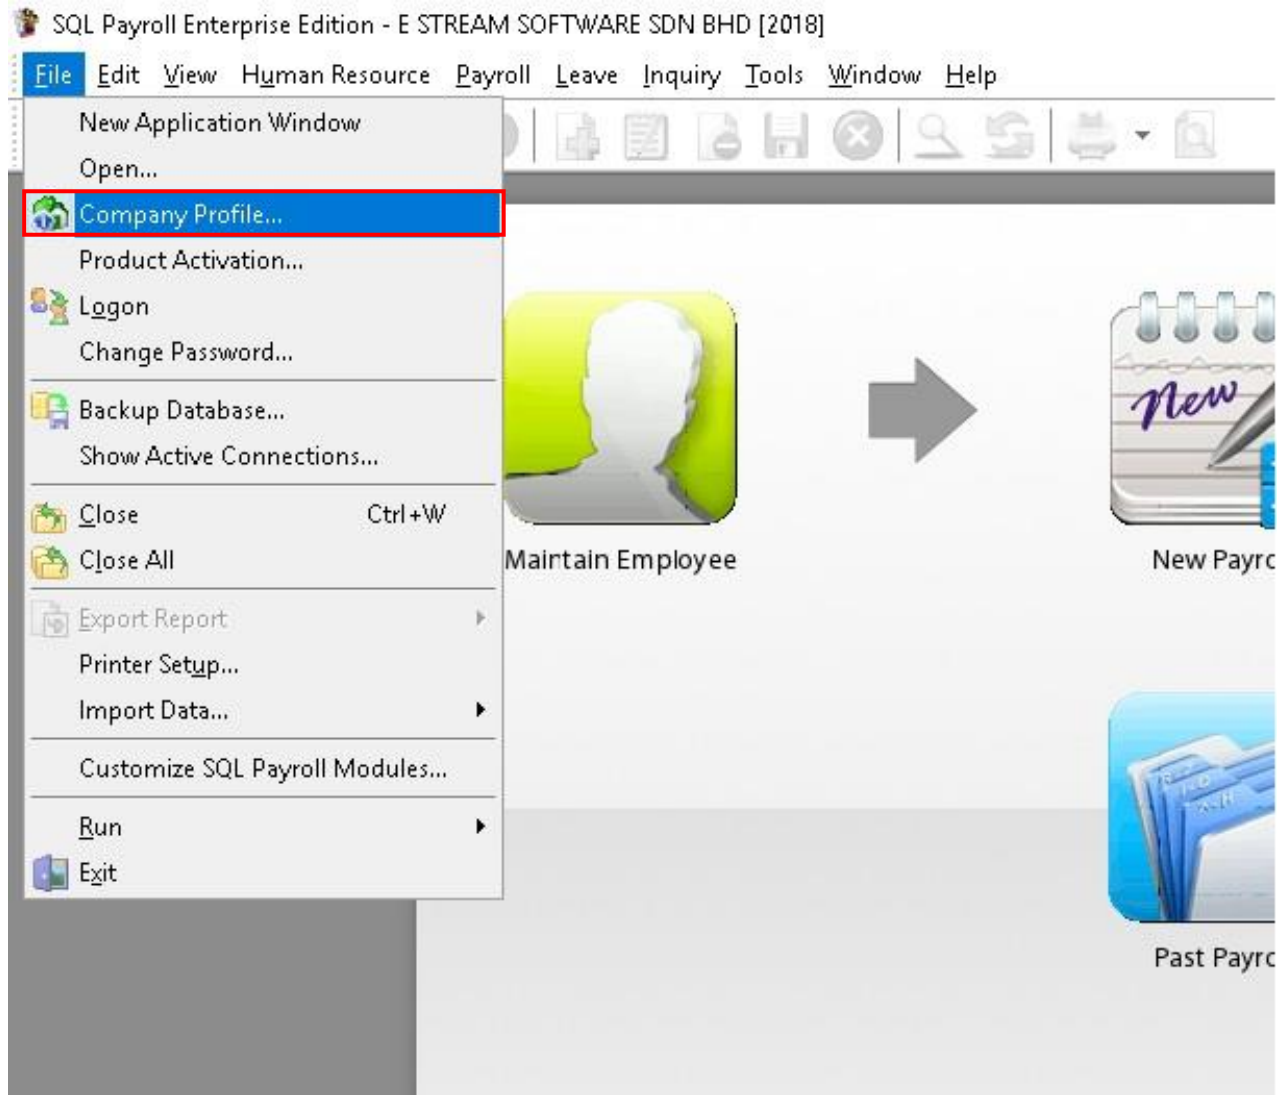 SQL Payroll Enterprise Edition - E STREAM SOFTWARE SDN BHD [2018]
File Edit View Human Resource Payroll Leave Inquiry Tools Window Help
New Application Window
Open...
Company Profile...
Product Activation...
Logon
Change Password...
Backup Database...
Show Active Connections...
Close Ctrl+W
Close All
Export Report
Printer Setup...
Import Data...
Customize SQL Payroll Modules...
Run
Exit
Maintain Employee
New
New Payro
Past Payro